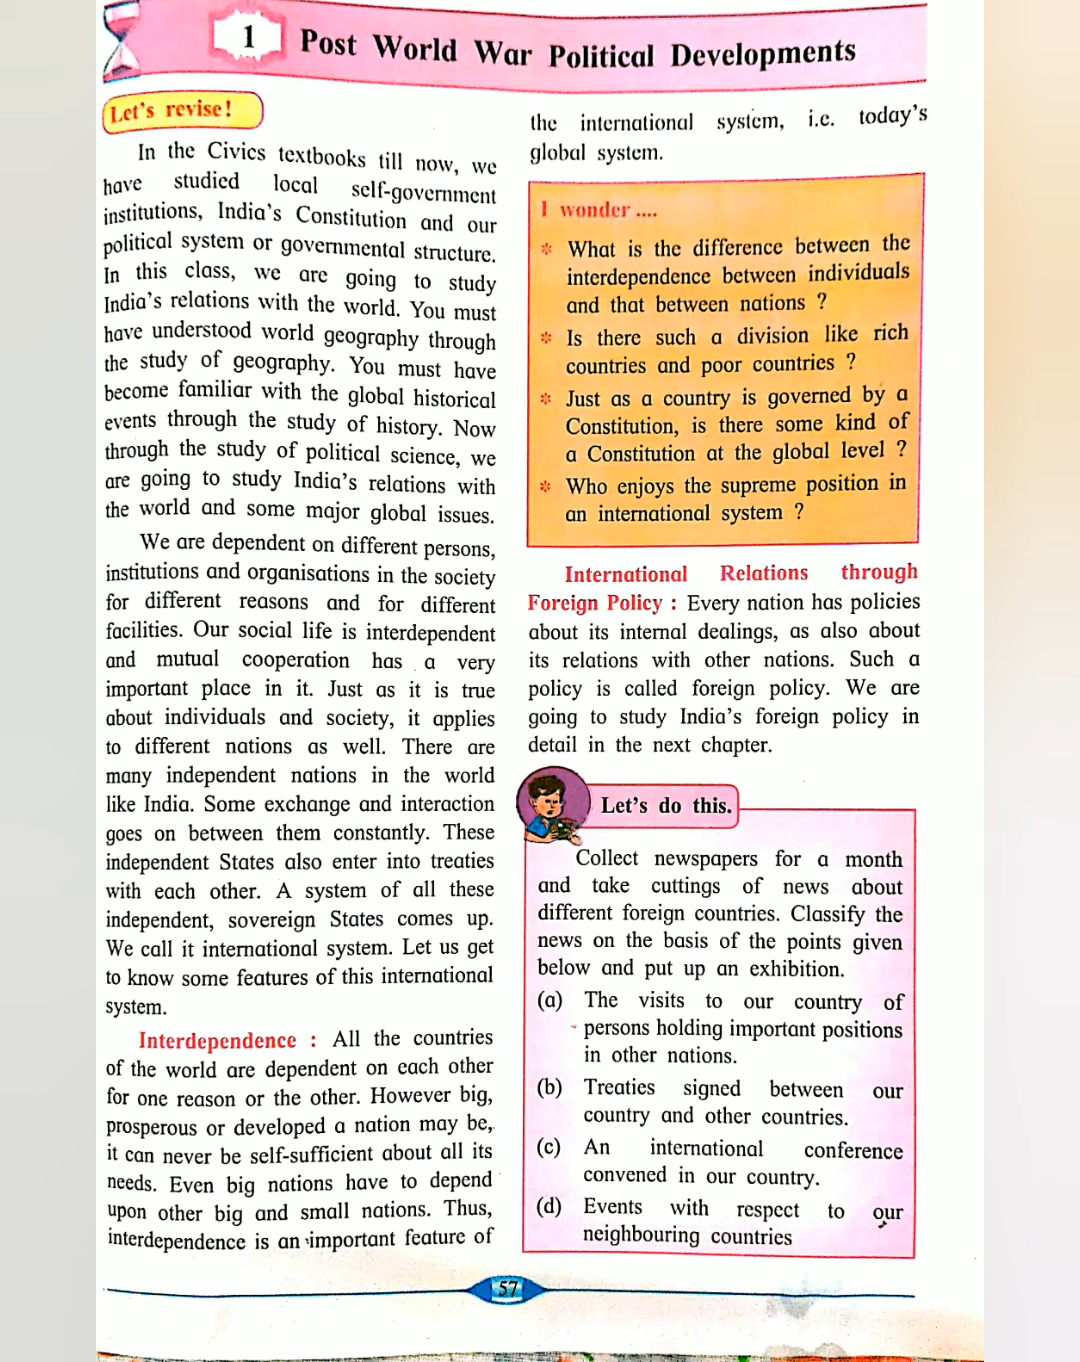 1 Post World War Political Developments
Let's revise!
In the Civics textbooks till now, we
have studied local self-government
institutions, India's Constitution and our
political system or governmental structure.
In this class, we are going to study
India's relations with the world. You must
have understood world geography through
the study of geography. You must have
become familiar with the global historical
events through the study of history. Now
through the study of political science, we
are going to study India's relations with
the world and some major global issues.
We are dependent on different persons,
institutions and organisations in the society
for different reasons and for different
facilities. Our social life is interdependent
and mutual cooperation has a very
important place in it. Just as it is true
about individuals and society, it applies
to different nations as well. There are
many independent nations in the world
like India. Some exchange and interaction
goes on between them constantly. These
independent States also enter into treaties
with each other. A system of all these
independent, sovereign States comes up.
We call it international system. Let us get
to know some features of this international
system.
Interdependence : All the countries
of the world are dependent on each other
for one reason or the other. However big,
prosperous or developed a nation may be,
it can never be self-sufficient about all its
needs. Even big nations have to depend
upon other big and small nations. Thus,
interdependence is an important feature of
the international system, i.e. today's
global system.
I wonder ....
* What is the difference between the
interdependence between individuals
and that between nations ?
* Is there such a division like rich
countries and poor countries ?
* Just as a country is governed by a
Constitution, is there some kind of
a Constitution at the global level ?
* Who enjoys the supreme position in
an international system ?
International Relations through
Foreign Policy : Every nation has policies
about its internal dealings, as also about
its relations with other nations. Such a
policy is called foreign policy. We are
going to study India's foreign policy in
detail in the next chapter.
Let's do this.
Collect newspapers for a month
and take cuttings of news about
different foreign countries. Classify the
news on the basis of the points given
below and put up an exhibition.
(a) The visits to our country of
persons holding important positions
in other nations.
(b) Treaties signed between our
country and other countries.
(c) An international conference
convened in our country.
(d) Events with respect to our
neighbouring countries
57